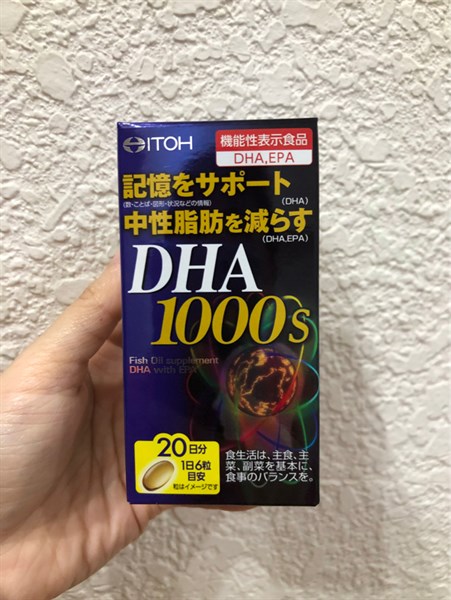 ITOH
機能性表示食品
DHA,EPA
記憶をサポート
(数・ことば・図形・状況などの情報)
(DHA)
中性脂肪を減らす
(DHA,EPA)
DHA
1000s
Fish Oil supplement
DHA with EPA
20日分
1日6粒
目安
粒はイメージです
食生活は、主食、主
菜、副菜を基本に、
食事のバランスを。